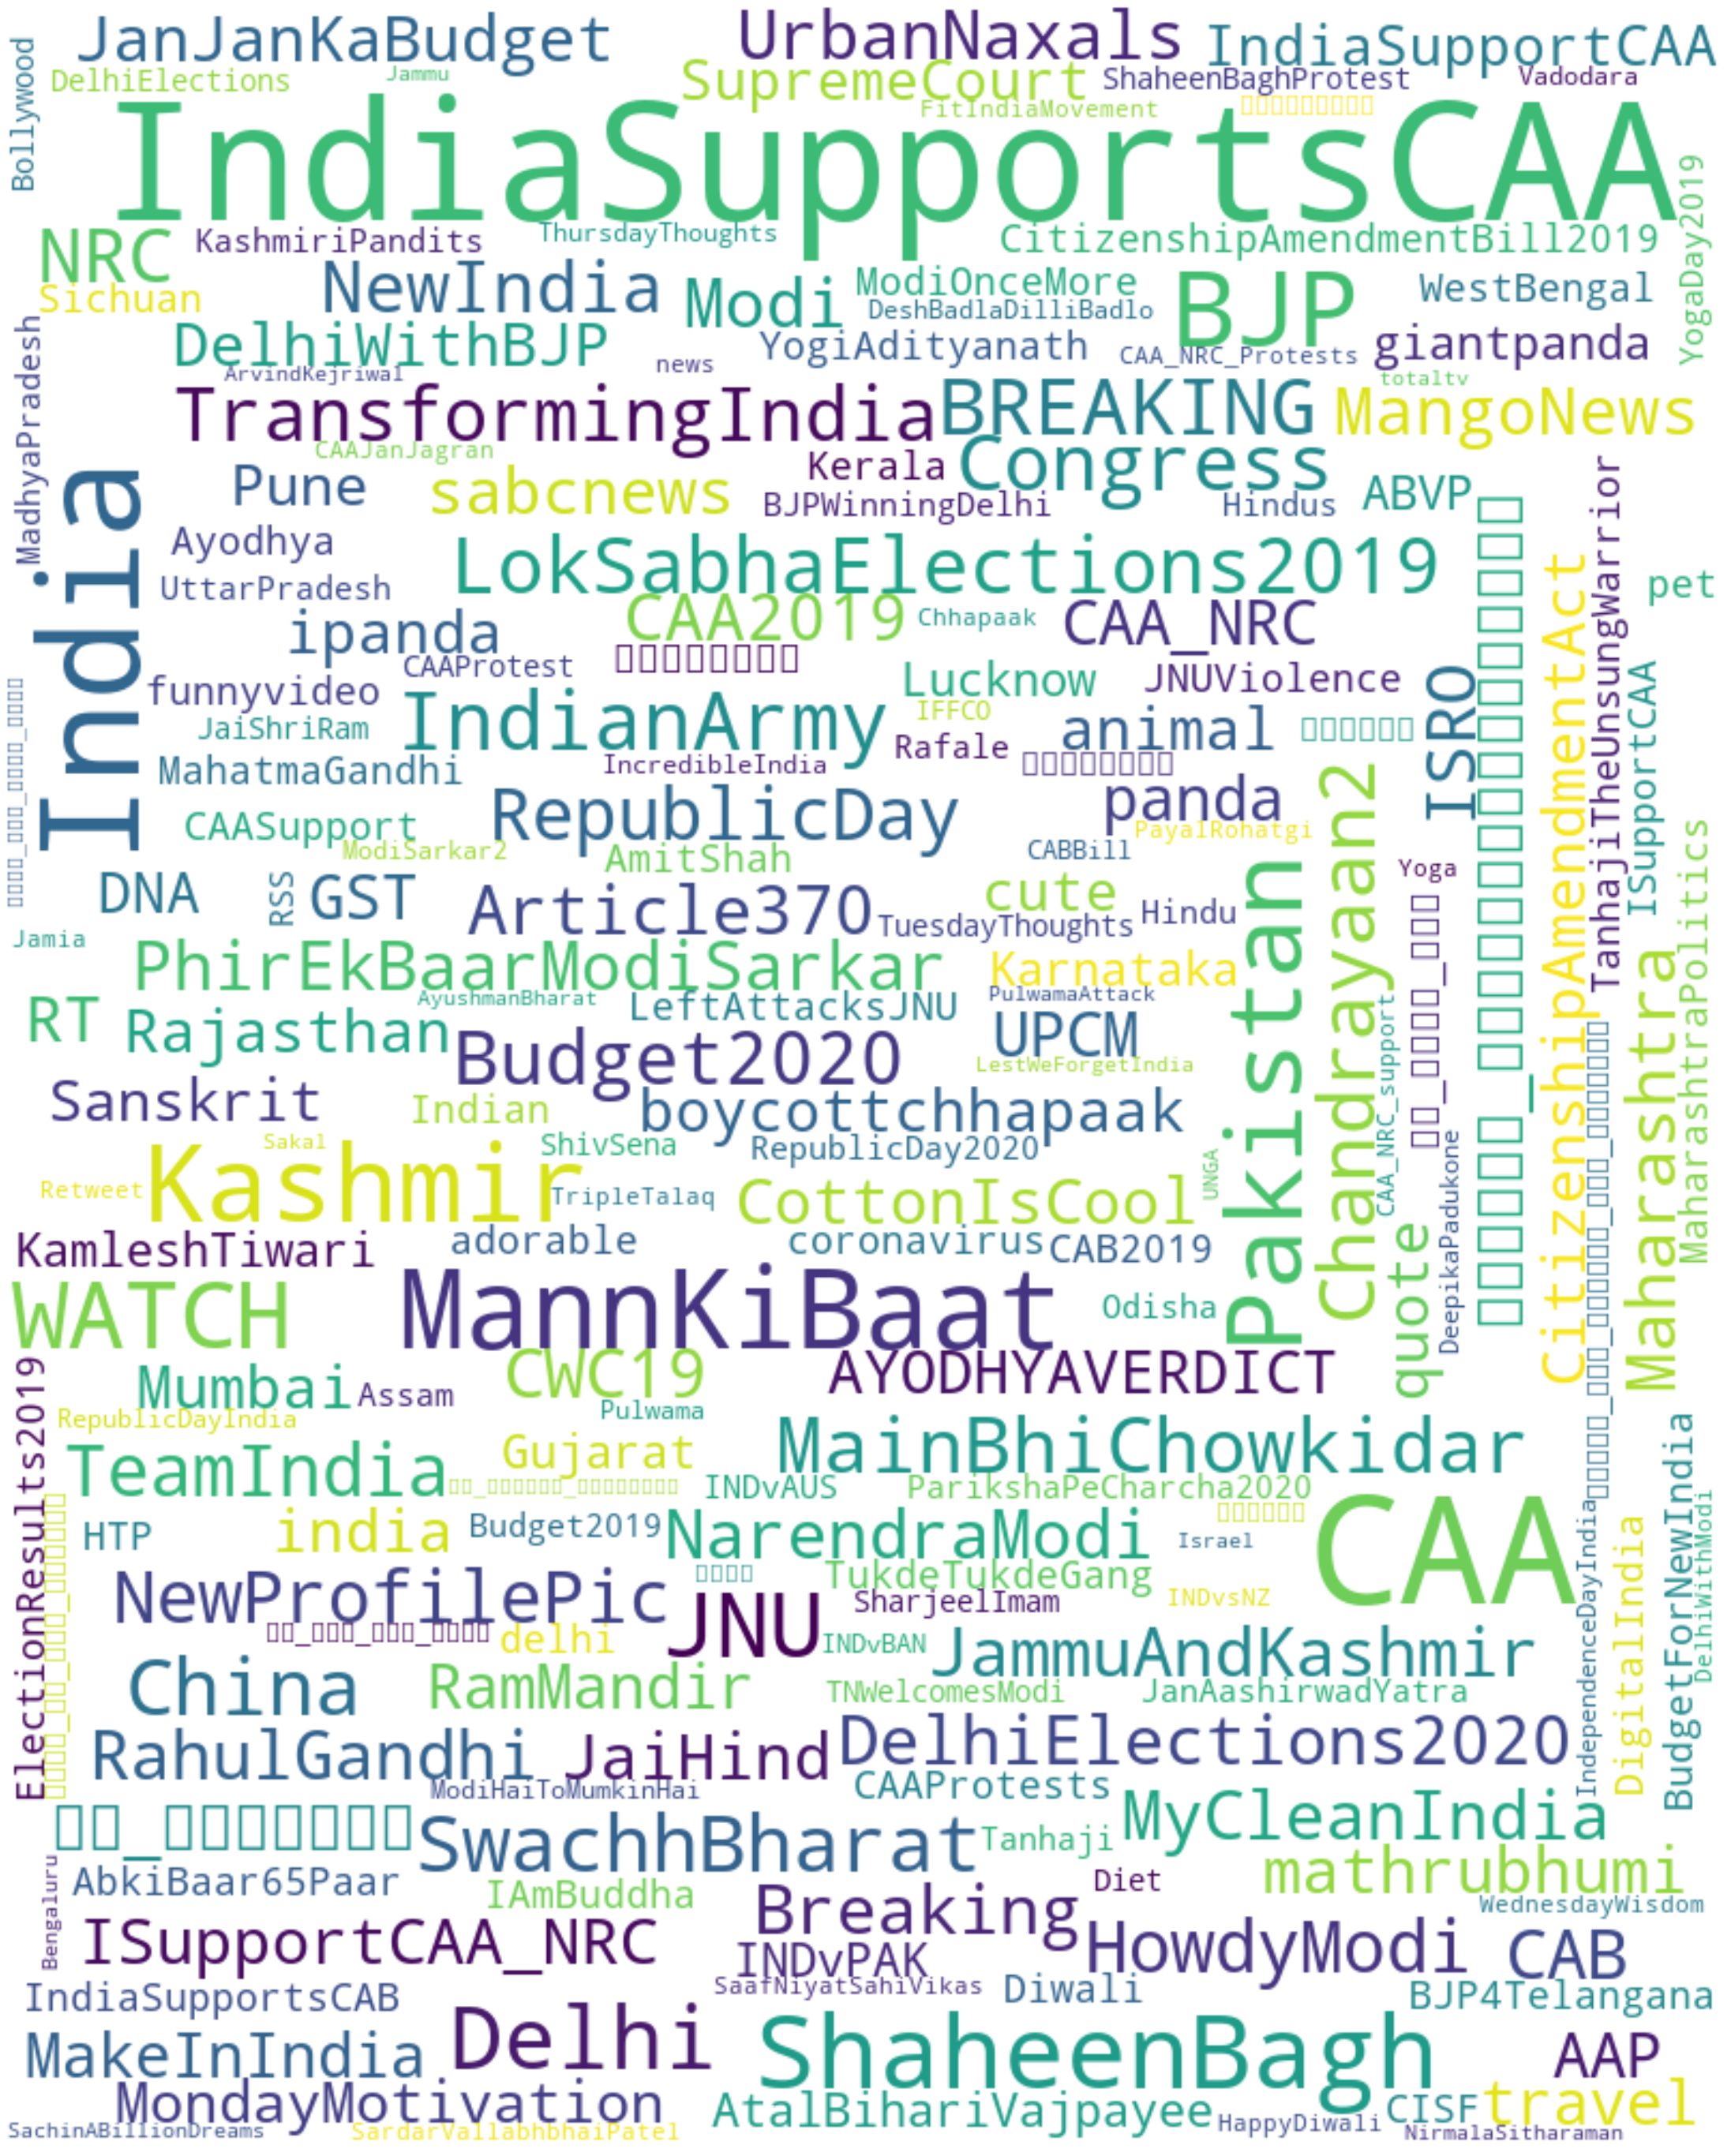 JanJanKaBudget
UrbanNaxals
IndiaSupportCAA
Bollywood
DelhiElections
Jammu
SupremeCourt
ShaheenBaghProtest
Vadodara
FitIndiaMovement
IndiaSupportsCAA
YogaDay2019
NRC
KashmiriPandits
ThursdayThoughts
CitizenshipAmendmentBill2019
Sichuan
NewIndia
Modi
ModiOnceMore
DeshBadlaDilliBadlo
BJP
WestBengal
MadhyaPradesh
DelhiWithBJP
ArvindKejriwal
news
YogiAdityanath
CAA_NRC_Protests
giantpanda
totaltv
TransformingIndia
BREAKING
MangoNews
CAAJanJagran
India
Pune
sabcnews
Kerala
Congress
BJPWinningDelhi
Hindus
ABVP
TanhajiTheUnsungWarrior
Ayodhya
UttarPradesh
LokSabhaElections2019
CitizenshipAmendmentAct
pet
ipanda
CAA2019
Chhapaak
CAA_NRC
CAAProtest
funnyvideo
Lucknow
JNUViolence
ISRO
ISupportCAA
JaiShriRam
IndianArmy
IFFCO
Rafale
animal
MahatmaGandhi
IncredibleIndia
panda
Chandrayaan2
CAASupport
RepublicDay
PayalRohatgi
ModiSarkar2
AmitShah
CABBill
Yoga
MaharashtraPolitics
DNA
RSS
GST
Article370
cute
TuesdayThoughts
Hindu
Pakistan
Jamia
PhirEkBaarModiSarkar
Karnataka
Maharashtra
RT
Rajasthan
AyushmanBharat
LeftAttacksJNU
PulwamaAttack
Budget2020
UPCM
LestWeForgetIndia
CAA_NRC_support
Sanskrit
Indian
boycottchhapaak
Sakal
ShivSena
RepublicDay2020
UNGA
DeepikaPadukone
Retweet
Kashmir
TripleTalaq
CottonIsCool
KamleshTiwari
adorable
coronavirus
CAB2019
quote
WATCH
MannKiBaat
Odisha
ElectionResults2019
Mumbai
Assam
CWC19
AYODHYAVERDICT
RepublicDayIndia
Pulwama
MainBhiChowkidar
TeamIndia
Gujarat
INDvAUS
ParikshaPeCharcha2020
BudgetForNewIndia
HTP
india
Budget2019
NarendraModi
Israel
CAA
IndependenceDayIndia
DigitalIndia
DelhiWithModi
NewProfilePic
TukdeTukdeGang
JNU
SharjeelImam
INDvsNZ
delhi
INDvBAN
JammuAndKashmir
China
RamMandir
TNWelcomesModi
JanAashirwadYatra
RahulGandhi
JaiHind
DelhiElections2020
ModiHaiToMumkinHai
CAAProtests
SwachhBharat
Tanhaji
MyCleanIndia
Bengaluru
AbkiBaar65Paar
IAmBuddha
Diet
mathrubhumi
Breaking
WednesdayWisdom
ISupportCAA_NRC
INDvPAK
HowdyModi
CAB
IndiaSupportsCAB
SaafNiyatSahiVikas
Diwali
BJP4Telangana
MakeInIndia
Delhi
ShaheenBagh
AAP
MondayMotivation
AtalBihariVajpayee
CISF
travel
SachinABillionDreams
SardarVallabhbhaiPatel
HappyDiwali
NirmalaSitharaman